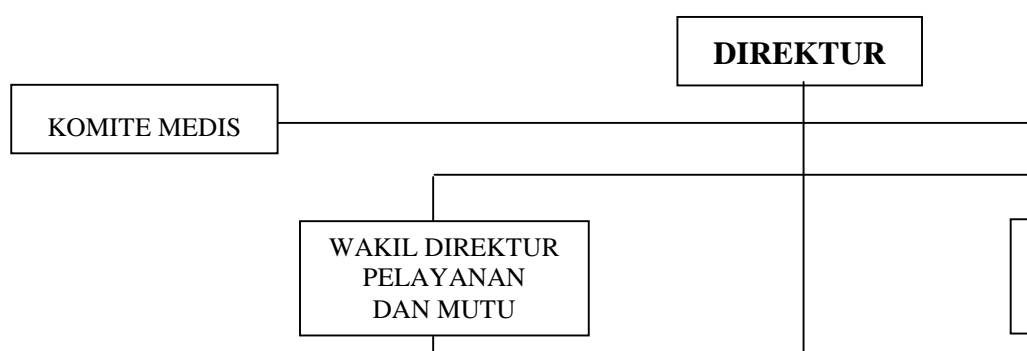 DIREKTUR
KOMITE MEDIS
WAKIL DIREKTUR
PELAYANAN
DAN MUTU